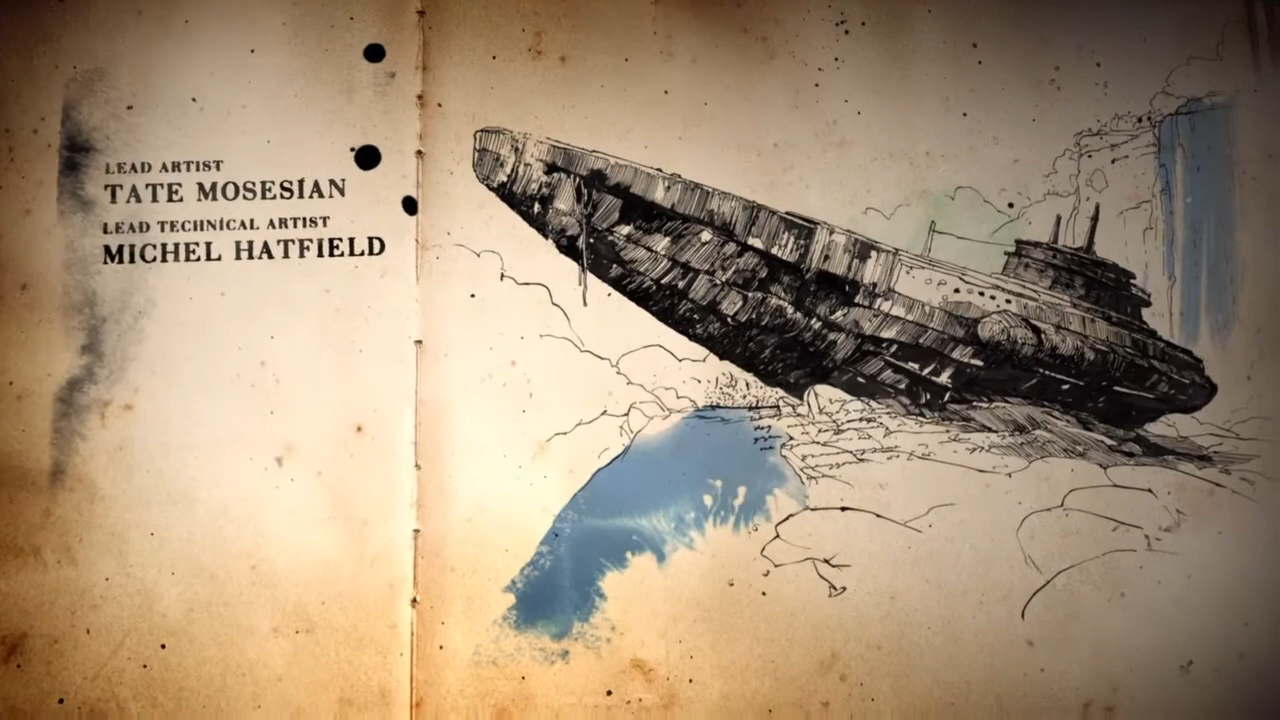 LEAD ARTIST
TATE MOSESIAN
LEAD TECHNICAL ARTIST
MICHEL HATFIELD